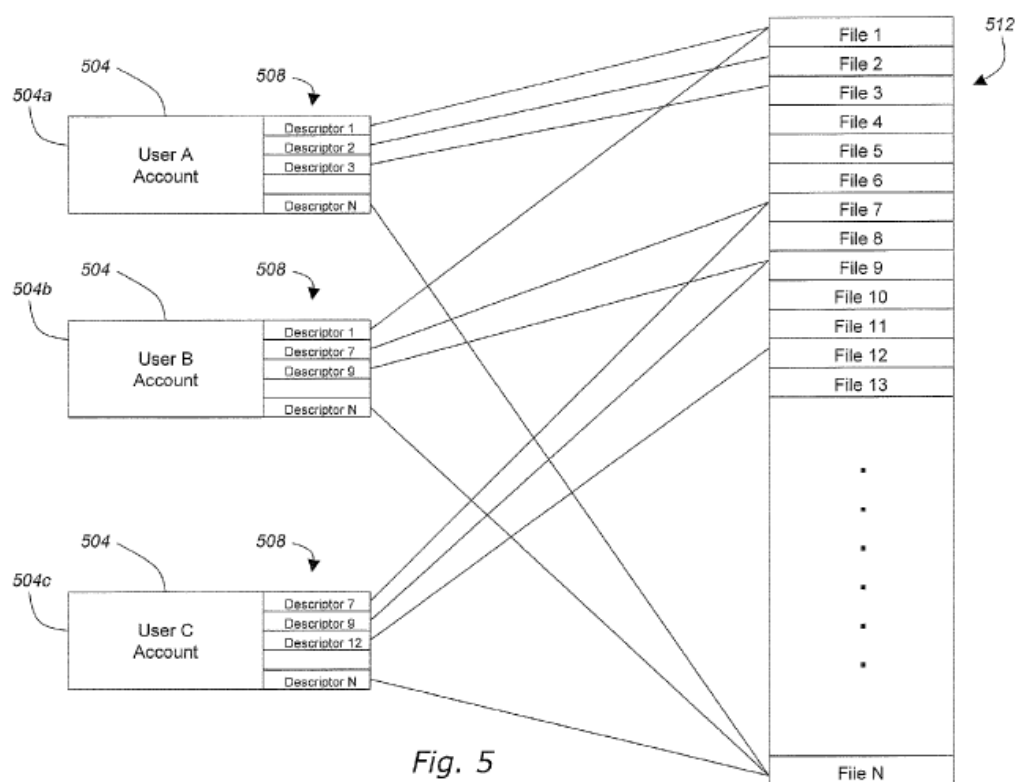 504
508
504a
User A
Account
Descriptor 1
Descriptor 2
Descriptor 3
Descriptor N
504
508
504b
User B
Account
Descriptor 1
Descriptor 7
Descriptor 9
Descriptor N
504
508
504c
User C
Account
Descriptor 7
Descriptor 9
Descriptor 12
Descriptor N
512
File 1
File 2
File 3
File 4
File 5
File 6
File 7
File 8
File 9
File 10
File 11
File 12
File 13
File N
Fig. 5